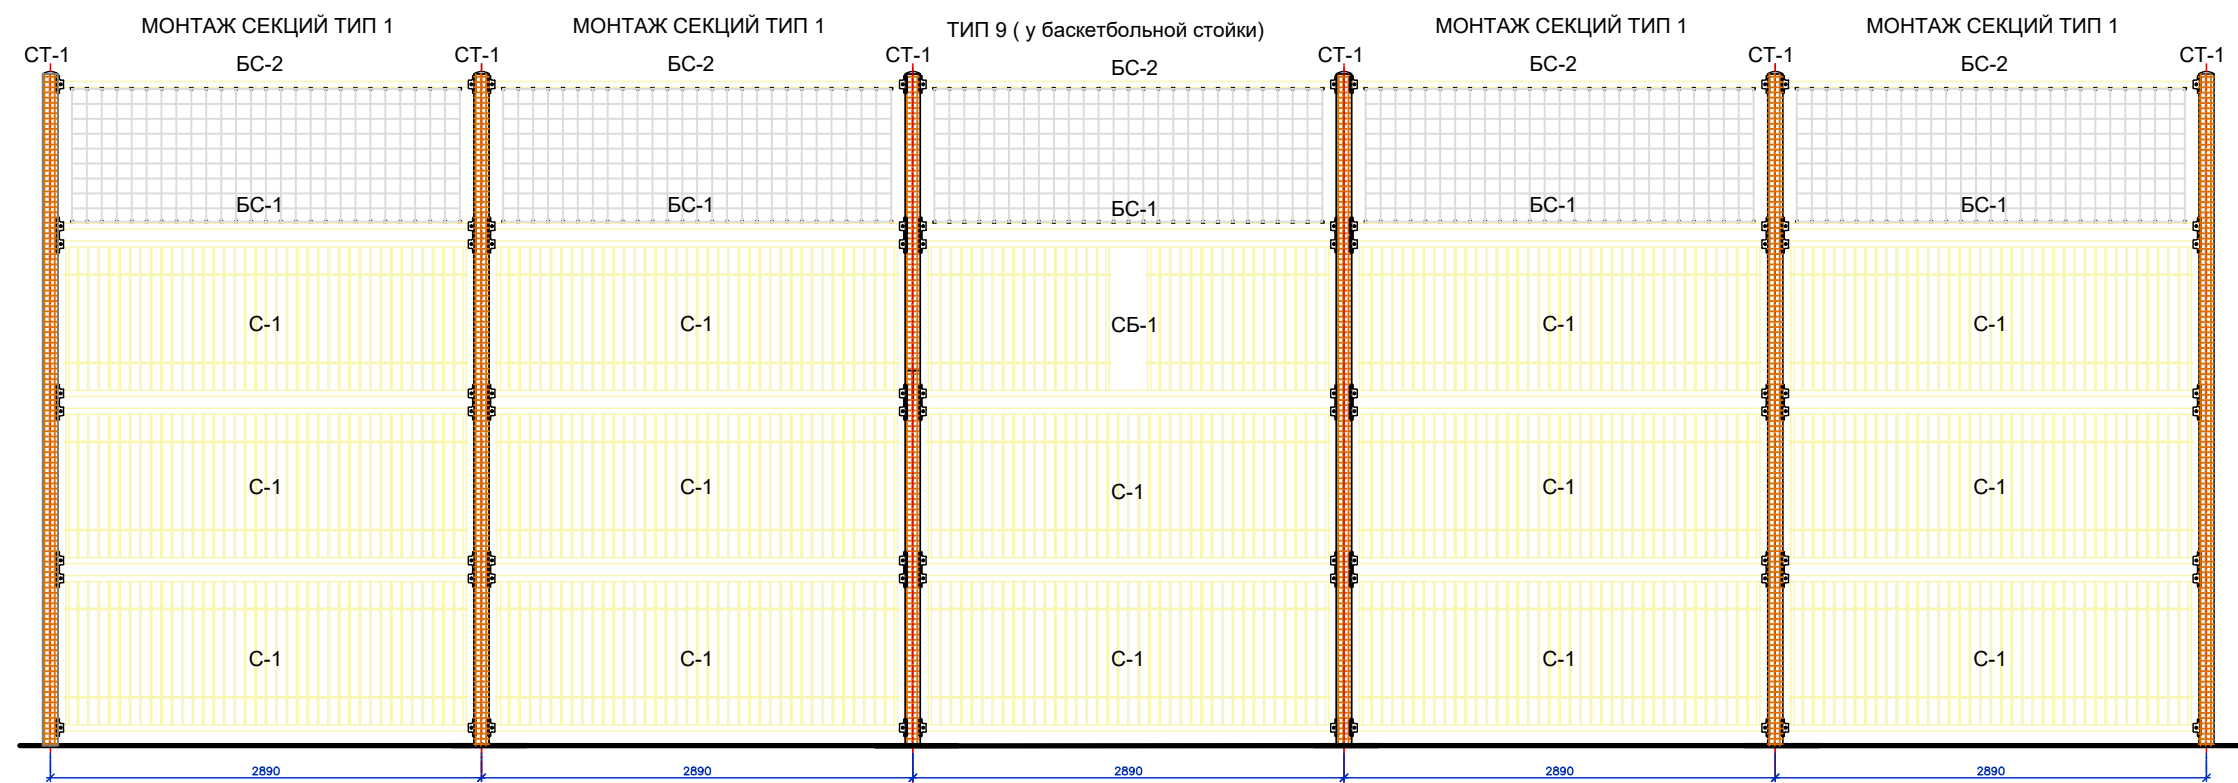 МОНТАЖ СЕКЦИЙ ТИП 1 МОНТАЖ СЕКЦИЙ ТИП 1 ТИП 9 ( у баскетбольной стойки) МОНТАЖ СЕКЦИЙ ТИП 1 МОНТАЖ СЕКЦИЙ ТИП 1
СТ-1 БС-2 СТ-1 БС-2 СТ-1 БС-2 СТ-1 БС-2 СТ-1 БС-2 СТ-1
БС-1 БС-1 БС-1 БС-1 БС-1
С-1 С-1 СБ-1 С-1 С-1
С-1 С-1 С-1 С-1 С-1
С-1 С-1 С-1 С-1 С-1
2890 2890 2890 2890 2890